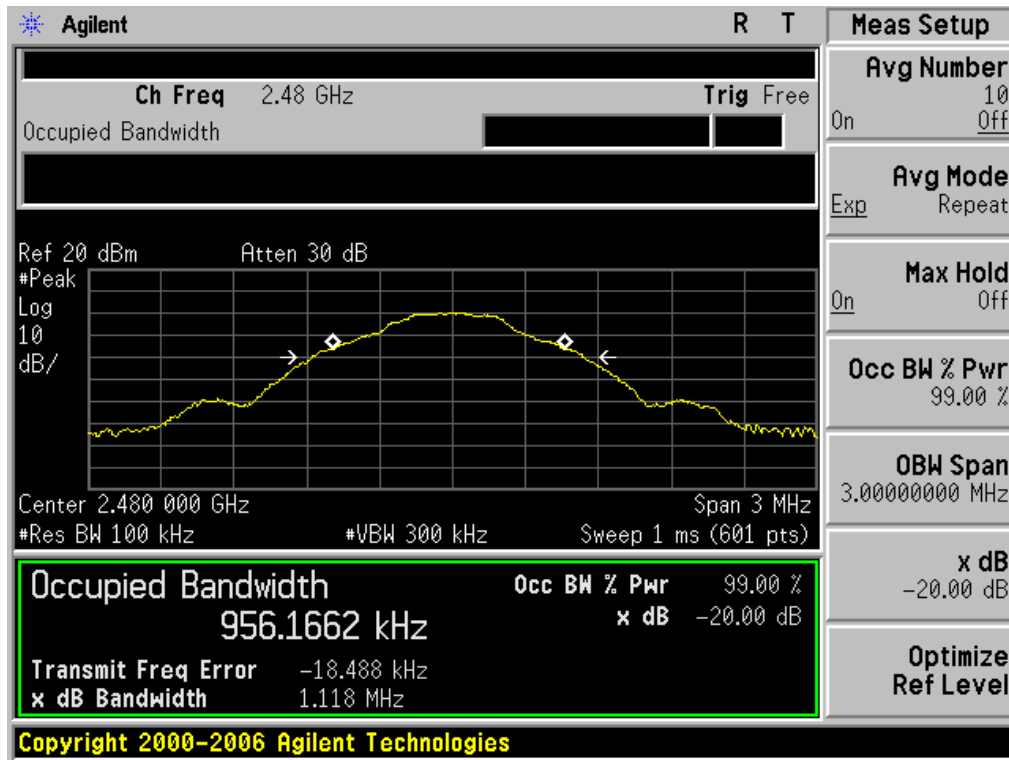 Agilent R T
Ch Freq 2.48 GHz Trig Free
Occupied Bandwidth
Ref 20 dBm Atten 30 dB
#Peak
Log
10
dB/
Center 2.480 000 GHz Span 3 MHz
#Res BW 100 kHz #VBW 300 kHz Sweep 1 ms (601 pts)
Occupied Bandwidth Occ BW % Pwr 99.00 %
956.1662 kHz x dB -20.00 dB
Transmit Freq Error -18.488 kHz
x dB Bandwidth 1.118 MHz
Copyright 2000-2006 Agilent Technologies
Meas Setup
Avg Number
10
On Off
Avg Mode
Exp Repeat
Max Hold
On Off
Occ BW % Pwr
99.00 %
OBW Span
3.00000000 MHz
x dB
-20.00 dB
Optimize
Ref Level